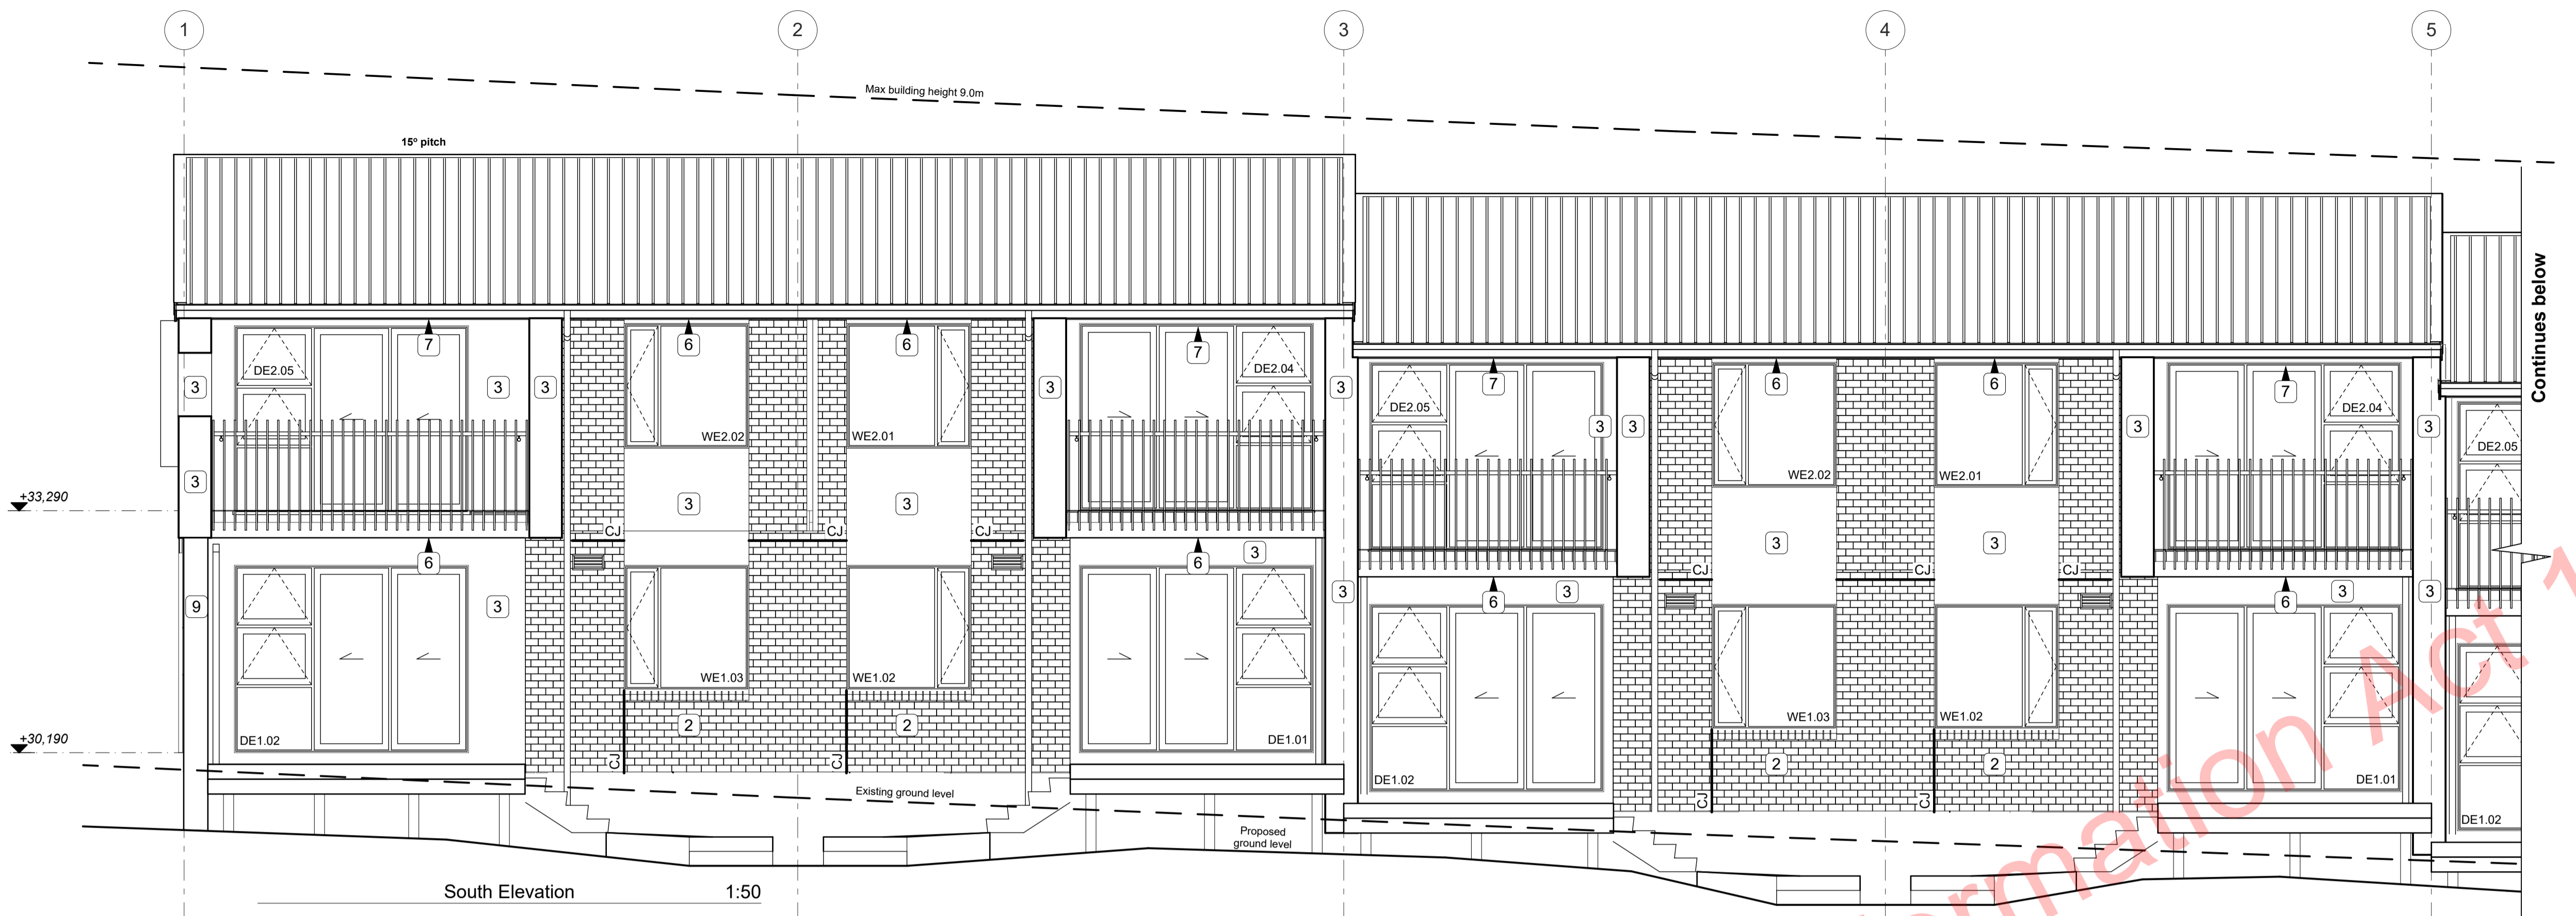 1 2 3 4 5
Max building height 9.0m
15º pitch
Continues below
7 6 6 7
DE2.05 DE2.04
3 3 3 3 3
WE2.02 WE2.01
7 6 6 7
DE2.05 DE2.04
3 3 3 3
WE2.02 WE2.01
DE2.05
3 3 3
3 3
+33,290
CJ CJ CJ
CJ CJ CJ
6 6 3
6 3 6 3
9 3 3 3
WE1.03 WE1.02
WE1.03 WE1.02
2 2
2 2
+30,190
DE1.02 DE1.01
DE1.02 DE1.01
DE1.02
CJ CJ
CJ CJ
Existing ground level
Proposed
ground level
South Elevation 1:50
rmation Act 1